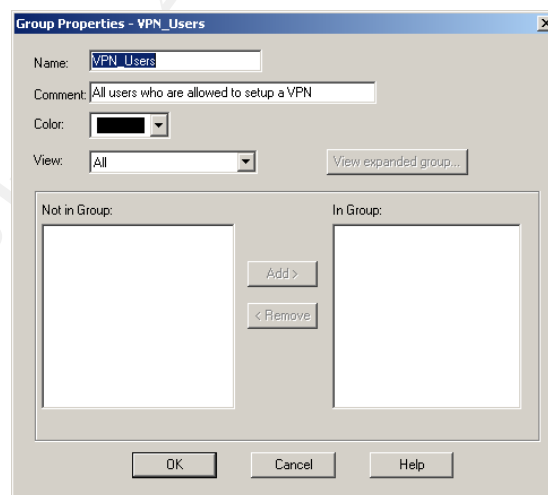 Group Properties - VPN_Users
Name: VPN_Users
Comment: All users who are allowed to setup a VPN
Color:
View: All View expanded group...
Not in Group: In Group:
Add >
< Remove
OK Cancel Help